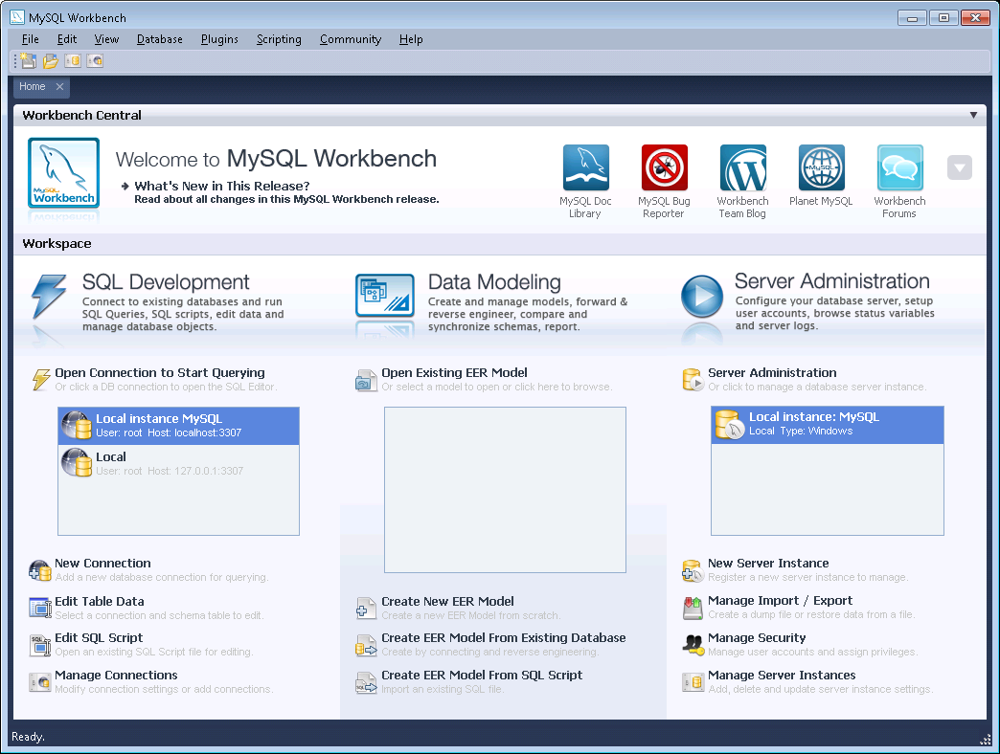 MySQL Workbench
File Edit View Database Plugins Scripting Community Help
Home
Workbench Central
MySQL
Workbench
Welcome to MySQL Workbench
What's New in This Release?
Read about all changes in this MySQL Workbench release.
MySQL Doc
Library
MySQL Bug
Reporter
Workbench
Team Blog
MySQL
Planet MySQL
Workbench
Forums
Workspace
SQL Development
Connect to existing databases and run
SQL Queries, SQL scripts, edit data and
manage database objects.
Open Connection to Start Querying
Or click a DB connection to open the SQL Editor.
Local instance MySQL
User: root Host: localhost:3307
Local
User: root Host: 127.0.0.1:3307
New Connection
Add a new database connection for querying.
Edit Table Data
Select a connection and schema table to edit.
SQL
Edit SQL Script
Open an existing SQL Script file for editing.
Manage Connections
Modify connection settings or add connections.
Data Modeling
Create and manage models, forward &
reverse engineer, compare and
synchronize schemas, report.
Open Existing EER Model
Or select a model to open or click here to browse.
Create New EER Model
Create a new EER Model from scratch.
Create EER Model From Existing Database
Create by connecting and reverse engineering.
SQL
Create EER Model From SQL Script
Import an existing SQL file.
Server Administration
Configure your database server, setup
user accounts, browse status variables
and server logs.
Server Administration
Or click to manage a database server instance.
Local instance: MySQL
Local Type: Windows
New Server Instance
Register a new server instance to manage.
Manage Import / Export
Create a dump file or restore data from a file.
Manage Security
Manage user accounts and assign privileges.
Manage Server Instances
Add, delete and update server instance settings.
Ready.